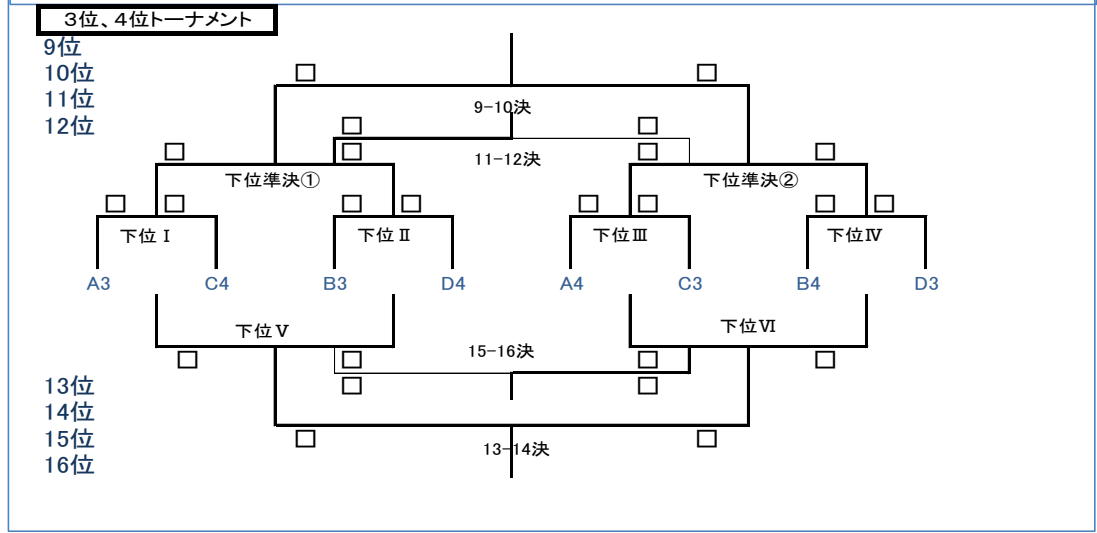 ３位、４位トーナメント
9位
10位
11位
12位
9−10決
11−12決
下位準決①
下位準決②
下位Ⅰ
下位Ⅱ
下位Ⅲ
下位Ⅳ
A3
C4
B3
D4
A4
C3
B4
D3
下位Ⅴ
下位Ⅵ
15−16決
13位
14位
15位
16位
13−14決